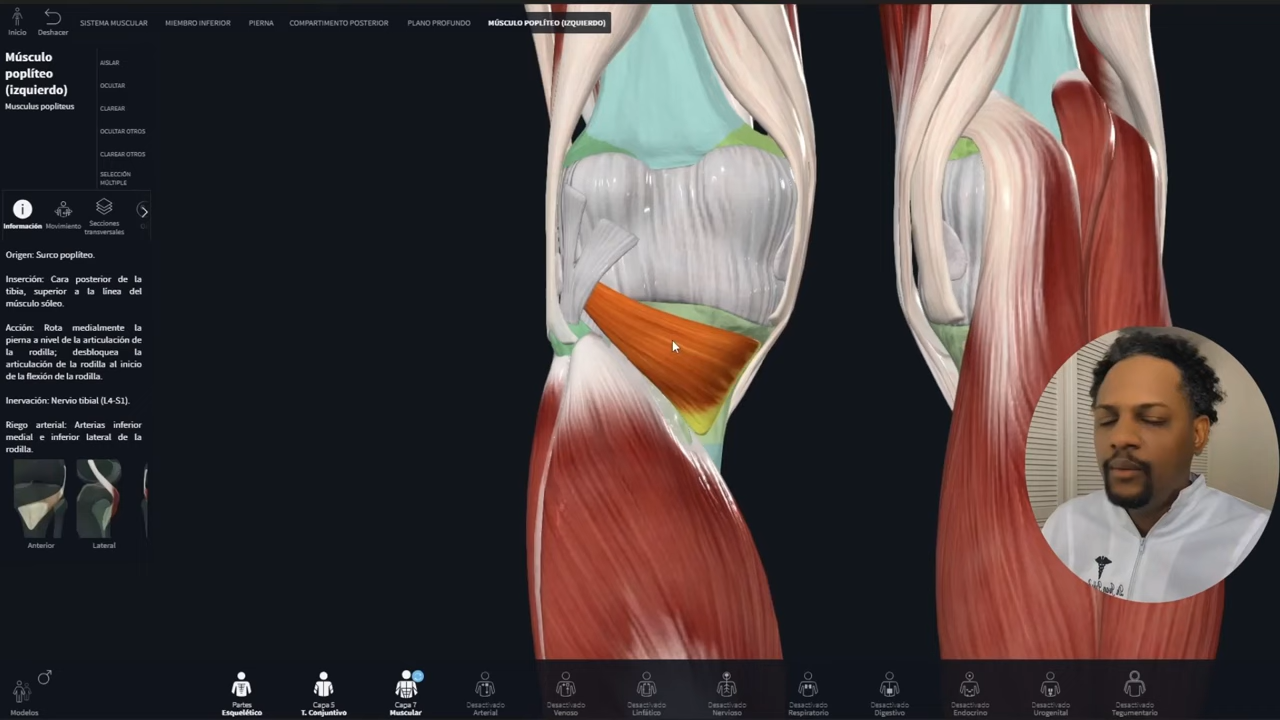 Inicio
Deshacer
SISTEMA MUSCULAR
MIEMBRO INFERIOR
PIERNA
COMPARTIMENTO POSTERIOR
PLANO PROFUNDO
MÚSCULO POPLÍTEO (IZQUIERDO)
Músculo
poplíteo
(izquierdo)
Musculus popliteus
AISLAR
OCULTAR
CLAREAR
OCULTAR OTROS
CLAREAR OTROS
SELECCIÓN
MÚLTIPLE
Información
Movimiento
Secciones
transversales
Origen: Surco poplíteo.
Inserción: Cara posterior de la
tibia, superior a la línea del
músculo sóleo.
Acción: Rota medialmente la
pierna a nivel de la articulación de
la rodilla; desbloquea la
articulación de la rodilla al inicio
de la flexión de la rodilla.
Inervación: Nervio tibial (L4-S1).
Riego arterial: Arterias inferior
medial e inferior lateral de la
rodilla.
Anterior
Lateral
Modelos
Partes
Esquelético
Capa 5
T. Conjuntivo
Capa 7
Muscular
Desactivado
Arterial
Desactivado
Venoso
Desactivado
Linfático
Desactivado
Nervioso
Desactivado
Respiratorio
Desactivado
Digestivo
Desactivado
Endocrino
Desactivado
Urogenital
Desactivado
Tegumentario